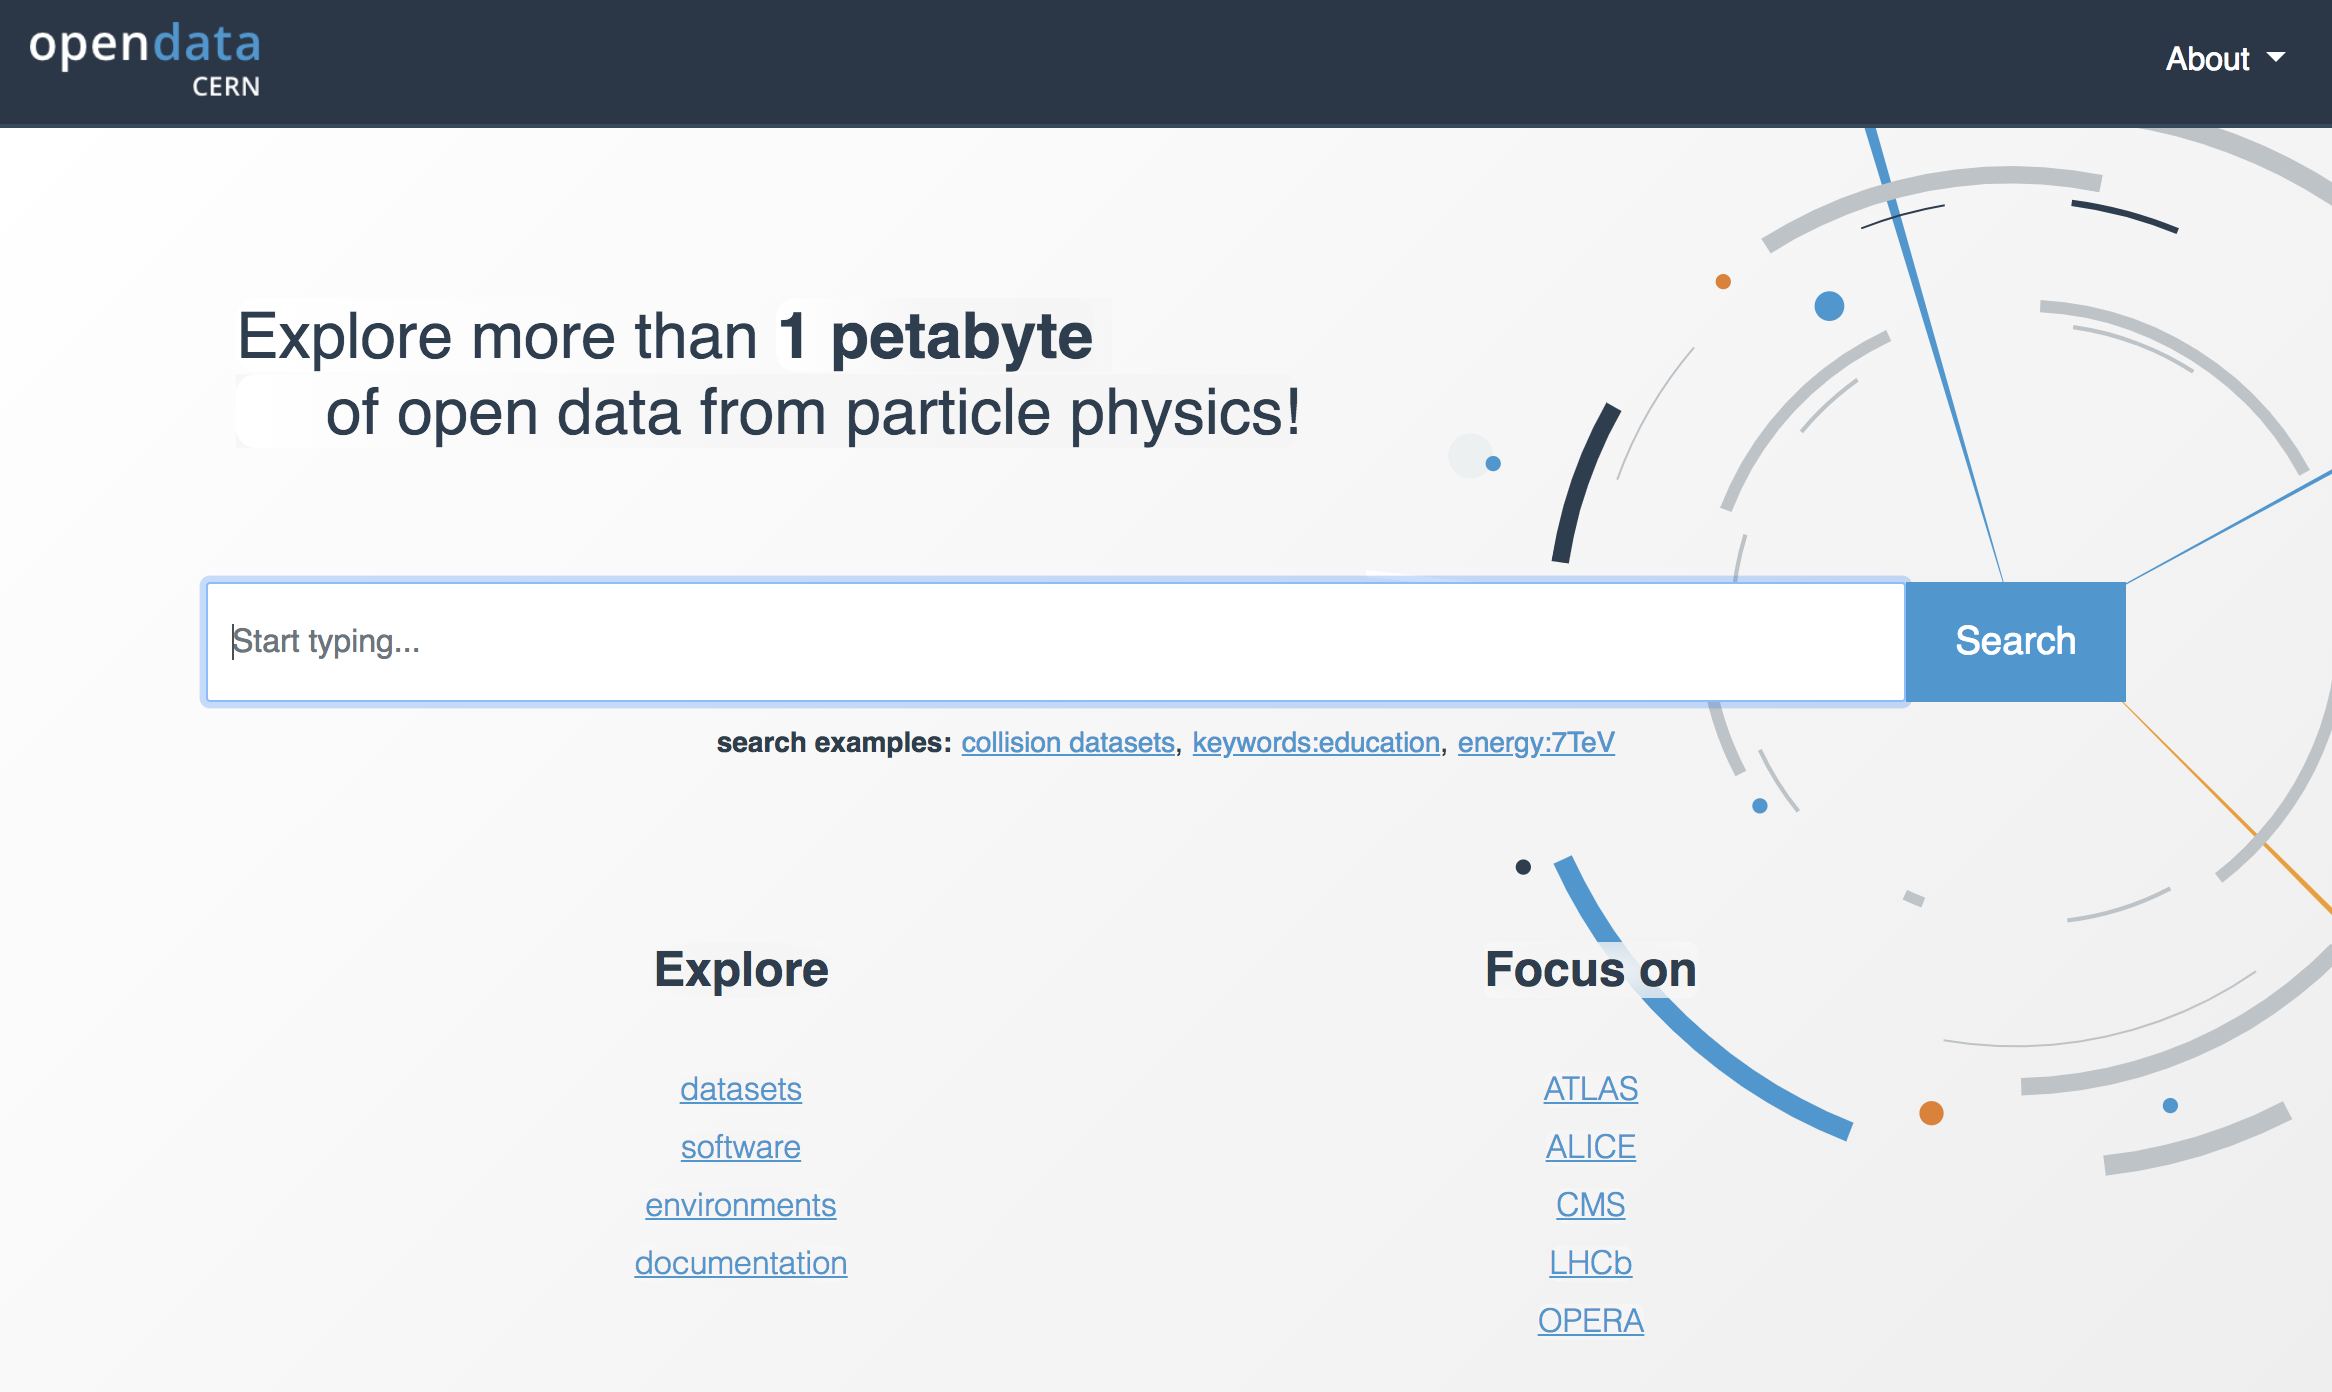 opendata
CERN
About
Explore more than 1 petabyte
of open data from particle physics!
Start typing...
Search
search examples: collision datasets, keywords:education, energy:7TeV
Explore
datasets
software
environments
documentation
Focus on
ATLAS
ALICE
CMS
LHCb
OPERA